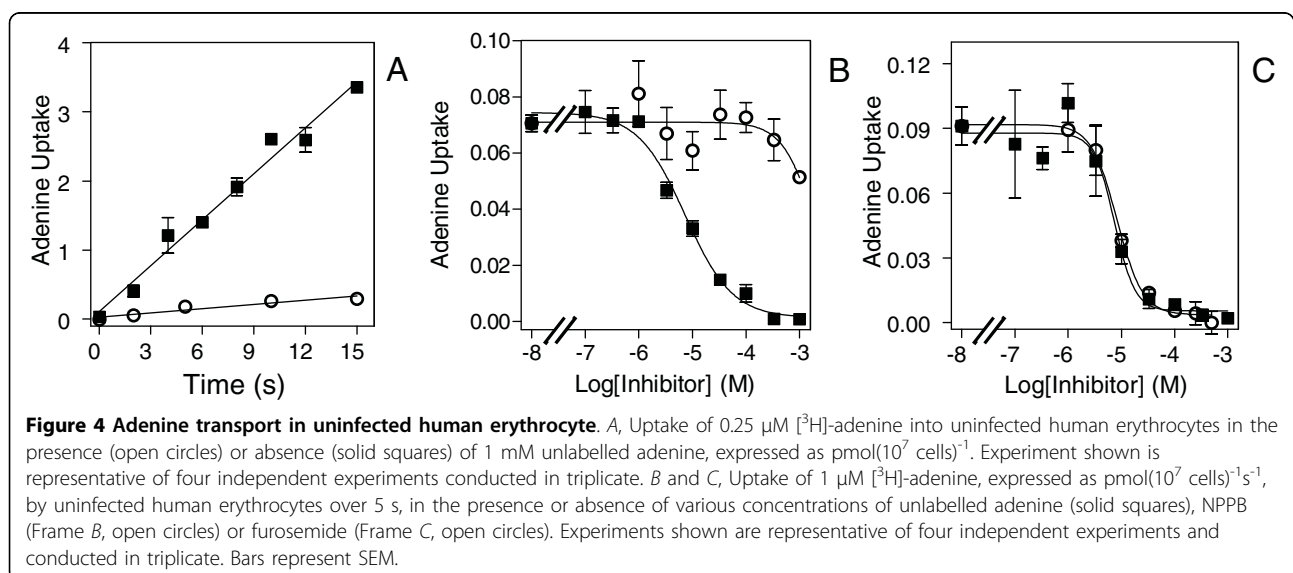 A
Adenine Uptake
4
3
2
1
0
0 3 6 9 12 15
Time (s)
B
Adenine Uptake
0.10
0.08
0.06
0.04
0.02
0.00
-8 -7 -6 -5 -4 -3
Log[Inhibitor] (M)
C
Adenine Uptake
0.12
0.09
0.06
0.03
0.00
-8 -7 -6 -5 -4 -3
Log[Inhibitor] (M)
Figure 4 Adenine transport in uninfected human erythrocyte. A, Uptake of 0.25 μM [³H]-adenine into uninfected human erythrocytes in the
presence (open circles) or absence (solid squares) of 1 mM unlabelled adenine, expressed as pmol(10⁷ cells)⁻¹. Experiment shown is
representative of four independent experiments conducted in triplicate. B and C, Uptake of 1 μM [³H]-adenine, expressed as pmol(10⁷ cells)⁻¹s⁻¹,
by uninfected human erythrocytes over 5 s, in the presence or absence of various concentrations of unlabelled adenine (solid squares), NPPB
(Frame B, open circles) or furosemide (Frame C, open circles). Experiments shown are representative of four independent experiments and
conducted in triplicate. Bars represent SEM.